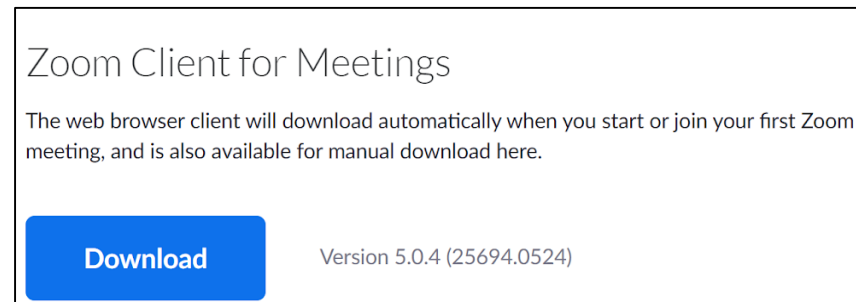 Zoom Client for Meetings
The web browser client will download automatically when you start or join your first Zoom
meeting, and is also available for manual download here.
Download
Version 5.0.4 (25694.0524)